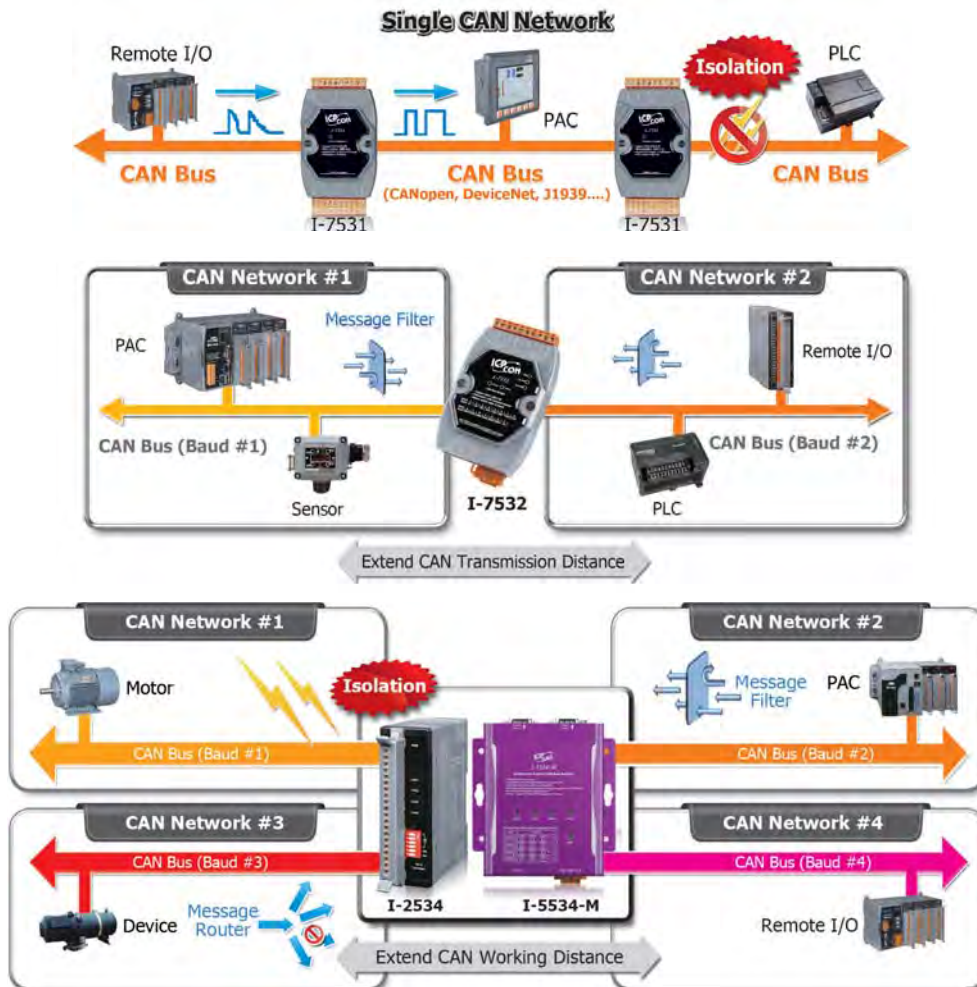 Single CAN Network
Remote I/O
PAC
Isolation
PLC
CAN Bus
CAN Bus
(CANopen, DeviceNet, J1939....)
CAN Bus
I-7531
I-7531
CAN Network #1
CAN Network #2
PAC
Message Filter
Remote I/O
CAN Bus (Baud #1)
CAN Bus (Baud #2)
Sensor
I-7532
PLC
Extend CAN Transmission Distance
CAN Network #1
CAN Network #2
Motor
Isolation
Message
Filter
PAC
CAN Bus (Baud #1)
CAN Bus (Baud #2)
CAN Network #3
CAN Network #4
CAN Bus (Baud #3)
CAN Bus (Baud #4)
Device
Message
Router
I-2534
I-5534-M
Remote I/O
Extend CAN Working Distance